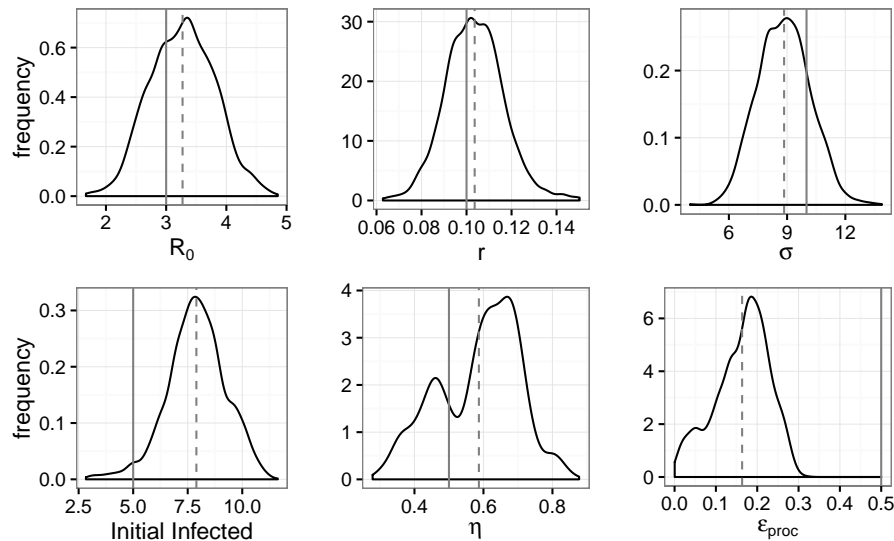 frequency
0.6
0.4
0.2
0.0
2 3 4 5
R₀
30
20
10
0
0.06 0.08 0.10 0.12 0.14
r
0.2
0.1
0.0
6 9 12
σ
frequency
0.3
0.2
0.1
0.0
2.5 5.0 7.5 10.0
Initial Infected
4
3
2
1
0
0.4 0.6 0.8
η
6
4
2
0
0.0 0.1 0.2 0.3 0.4 0.5
ε_proc